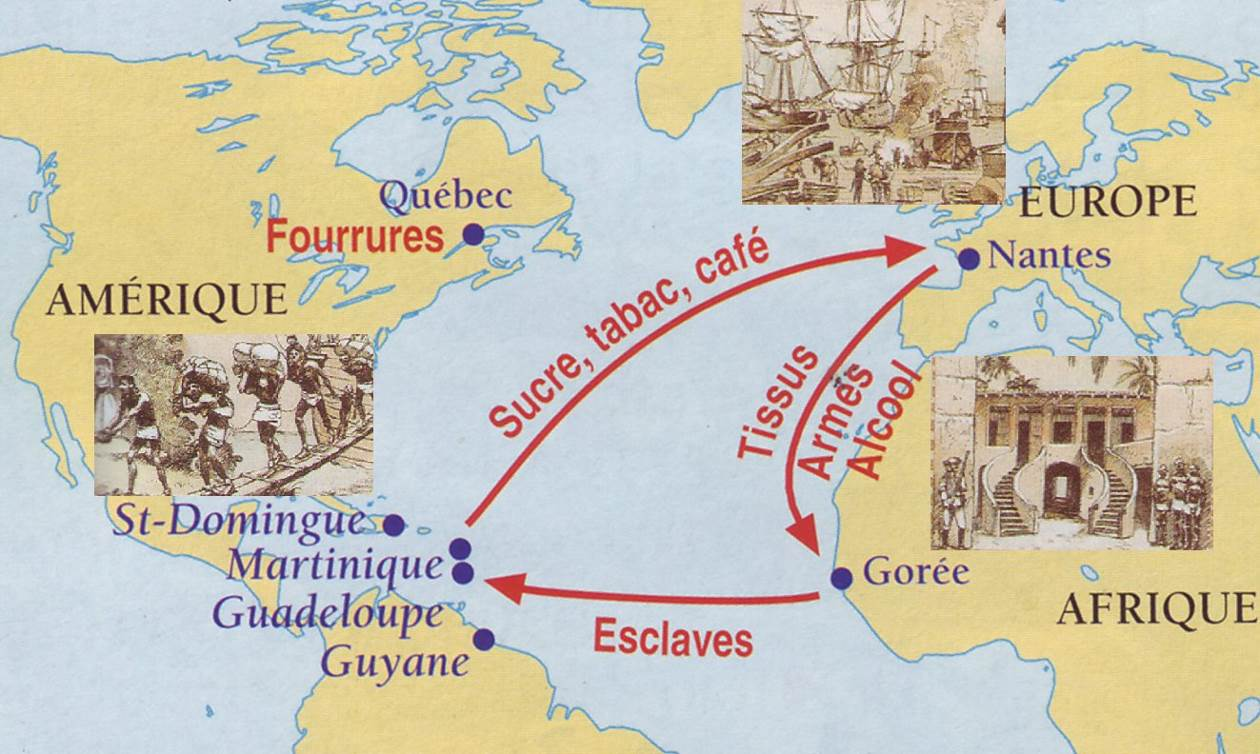 Québec
Fourrures
AMÉRIQUE
EUROPE
Nantes
Sucre, tabac, café
Tissus
Armes
Alcool
St-Domingue
Martinique
Guadeloupe
Guyane
Gorée
AFRIQUE
Esclaves